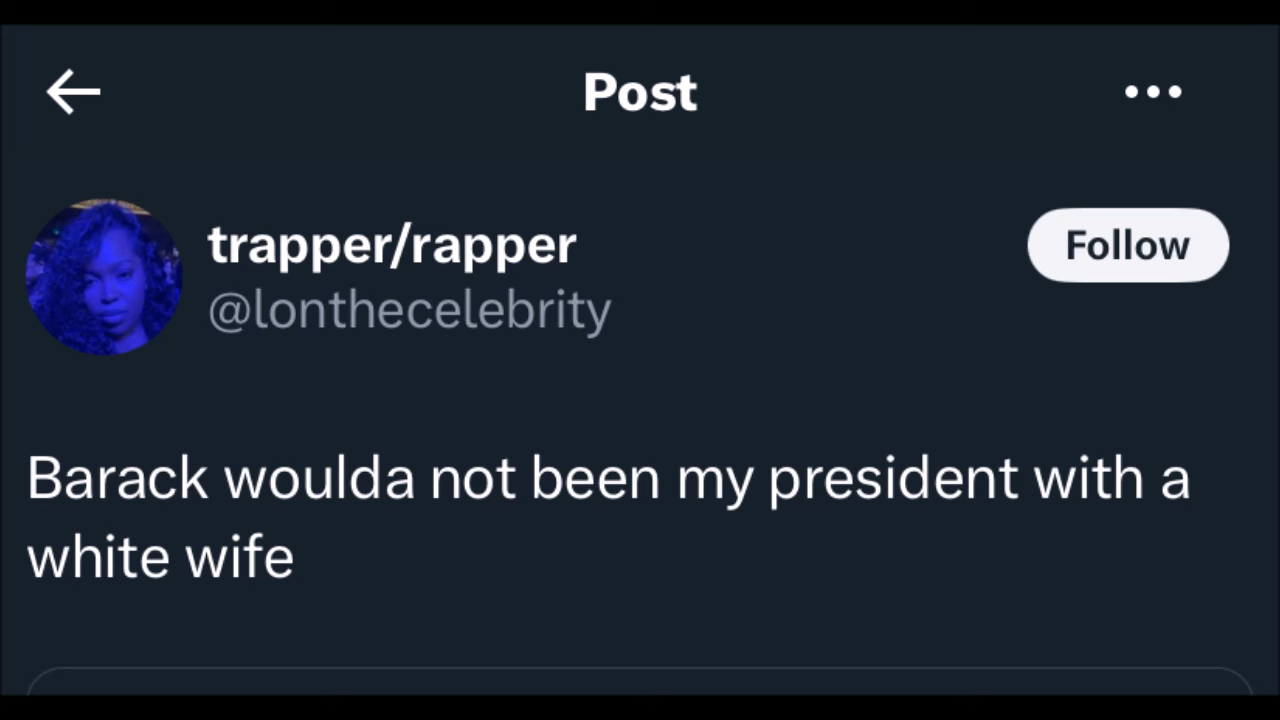 Post
trapper/rapper
Follow
@lonthecelebrity
Barack woulda not been my president with a
white wife